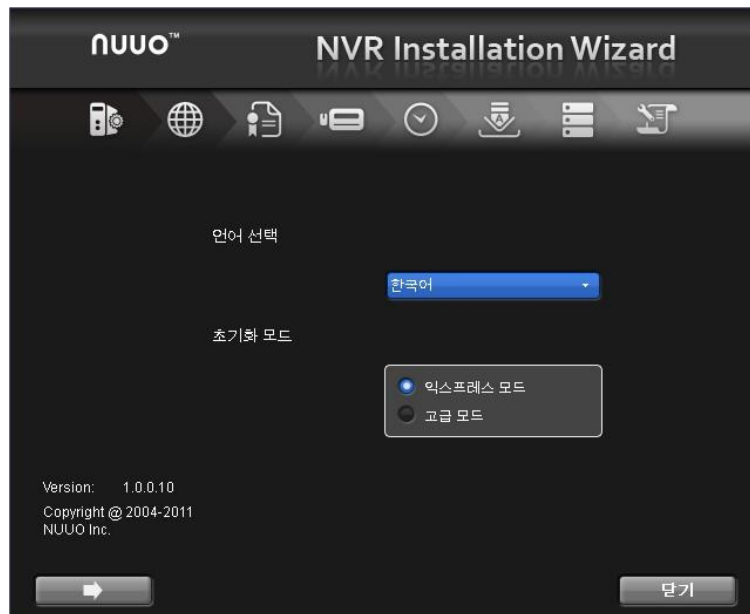 nuuo™
NVR Installation Wizard
언어 선택
한국어
초기화 모드
익스프레스 모드
고급 모드
Version: 1.0.0.10
Copyright @ 2004-2011
NUUO Inc.
닫기